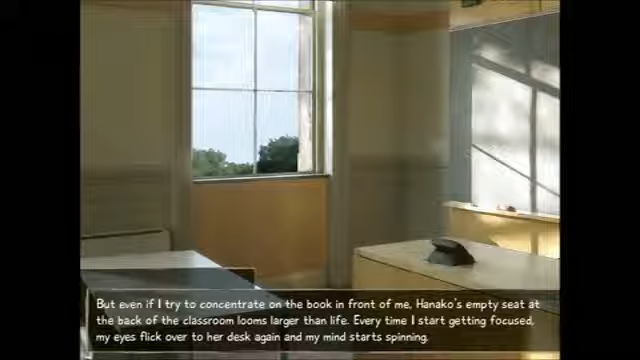 But even if I try to concentrate on the book in front of me, Hanako's empty seat at
the back of the classroom looms larger than life. Every time I start getting focused,
my eyes flick over to her desk again and my mind starts spinning.